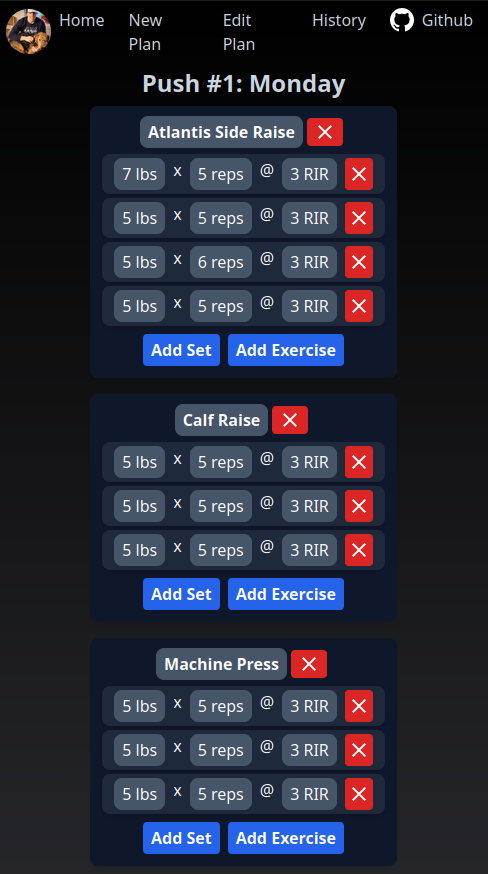 Home New Plan Edit Plan History Github
Push #1: Monday
Atlantis Side Raise
7 lbs x 5 reps @ 3 RIR
5 lbs x 5 reps @ 3 RIR
5 lbs x 6 reps @ 3 RIR
5 lbs x 5 reps @ 3 RIR
Add Set Add Exercise
Calf Raise
5 lbs x 5 reps @ 3 RIR
5 lbs x 5 reps @ 3 RIR
5 lbs x 5 reps @ 3 RIR
Add Set Add Exercise
Machine Press
5 lbs x 5 reps @ 3 RIR
5 lbs x 5 reps @ 3 RIR
5 lbs x 5 reps @ 3 RIR
Add Set Add Exercise